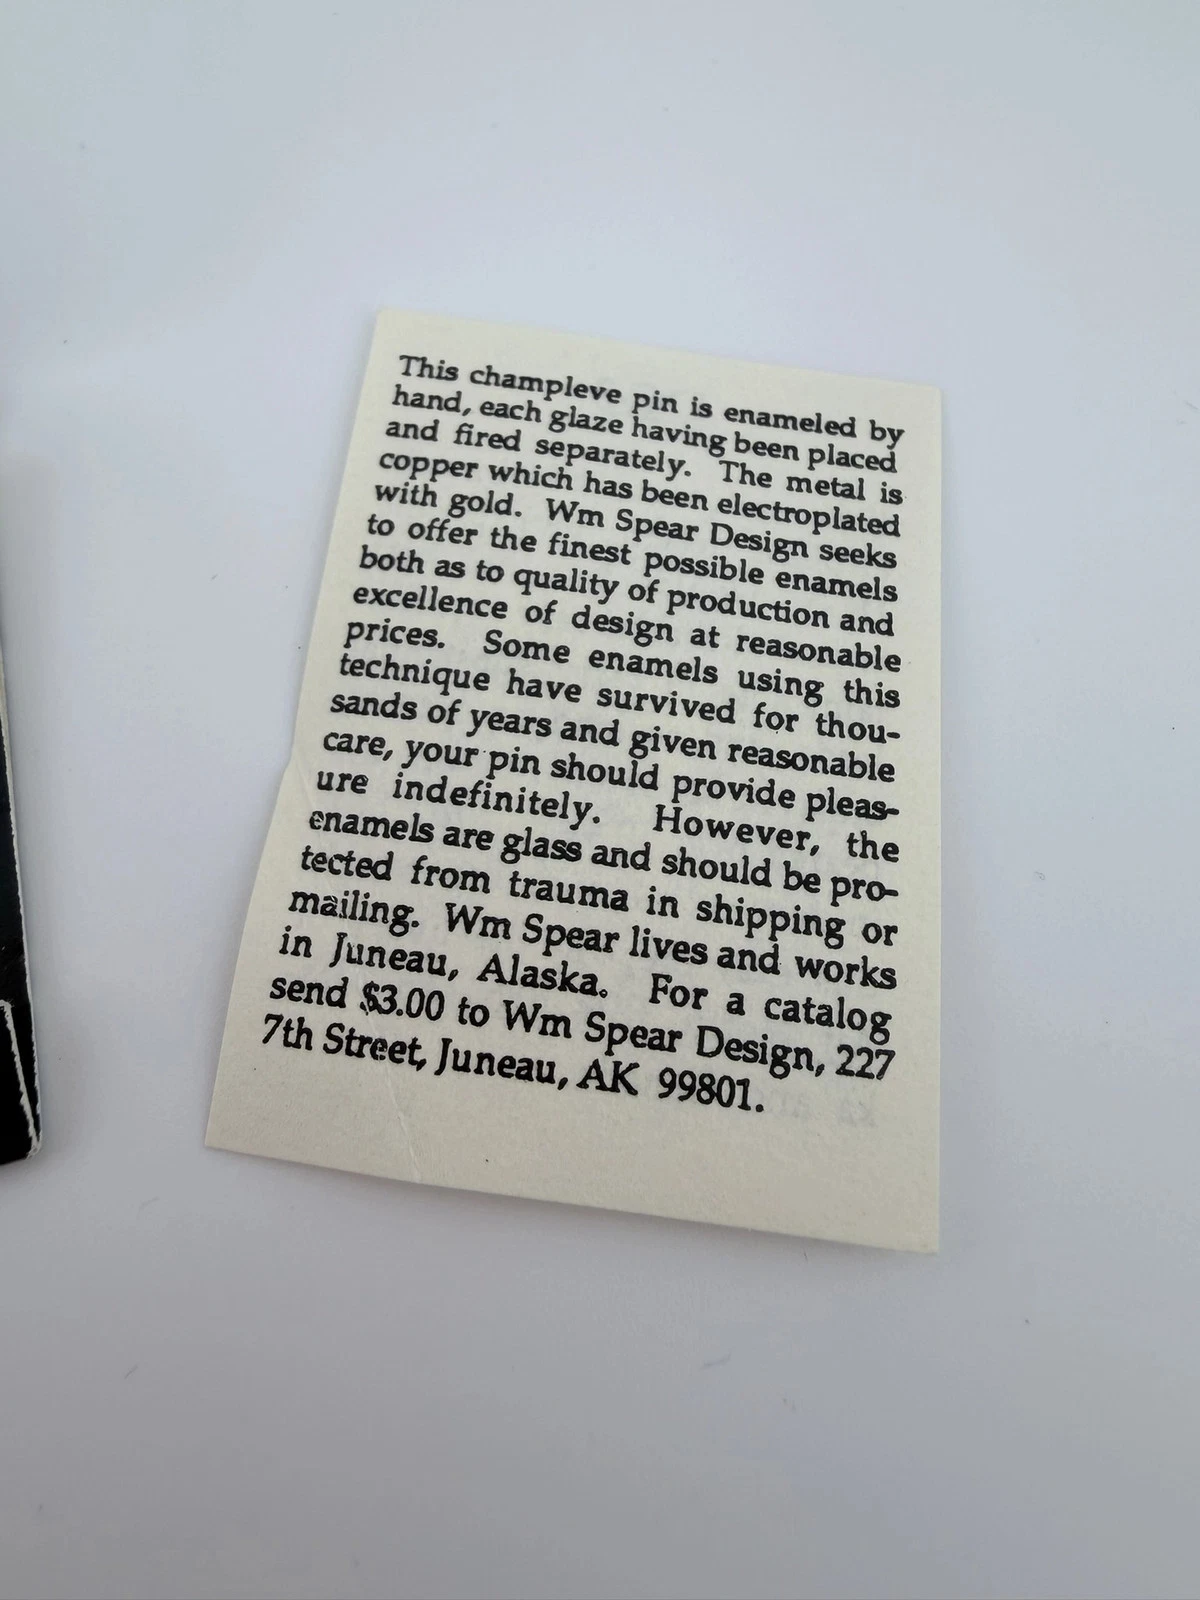 This champleve pin is enameled by
hand, each glaze having been placed
and fired separately. The metal is
copper which has been electroplated
with gold. Wm Spear Design seeks
to offer the finest possible enamels
both as to quality of production and
excellence of design at reasonable
prices. Some enamels using this
technique have survived for thou-
sands of years and given reasonable
care, your pin should provide pleas-
ure indefinitely. However, the
enamels are glass and should be pro-
tected from trauma in shipping or
mailing. Wm Spear lives and works
in Juneau, Alaska. For a catalog
send $3.00 to Wm Spear Design, 227
7th Street, Juneau, AK 99801.